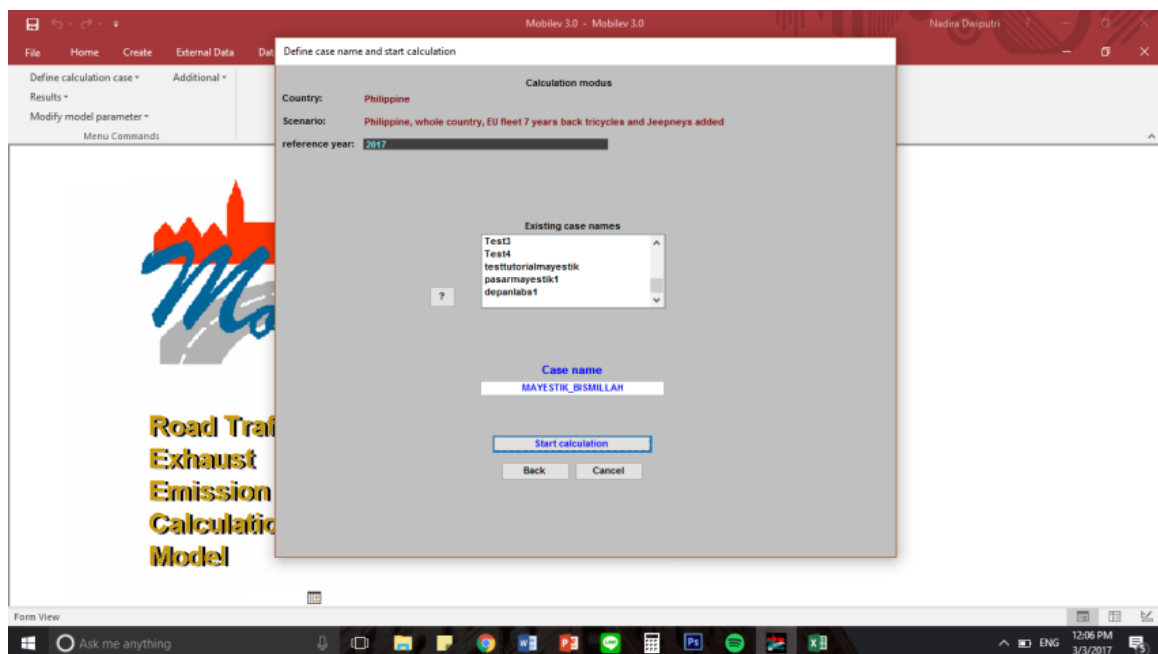 Mobilev 3.0 - Mobilev 3.0
Nadira Dwiputri
?
File Home Create External Data Dat
Define calculation case
Additional
Results
Modify model parameter
Menu Commands
Define case name and start calculation
Calculation modus
Country: Philippine
Scenario: Philippine, whole country, EU fleet 7 years back tricycles and Jeepneys added
reference year: 2017
Existing case names
Test3
Test4
testtutorialmayestik
pasarmayestik1
depanlabs1
?
Case name
MAYESTIK_BISMILLAH
Start calculation
Back Cancel
Mo
Road Traf
Exhaust
Emission
Calculatio
Model
Form View
Ask me anything
ENG
12:06 PM
3/3/2017